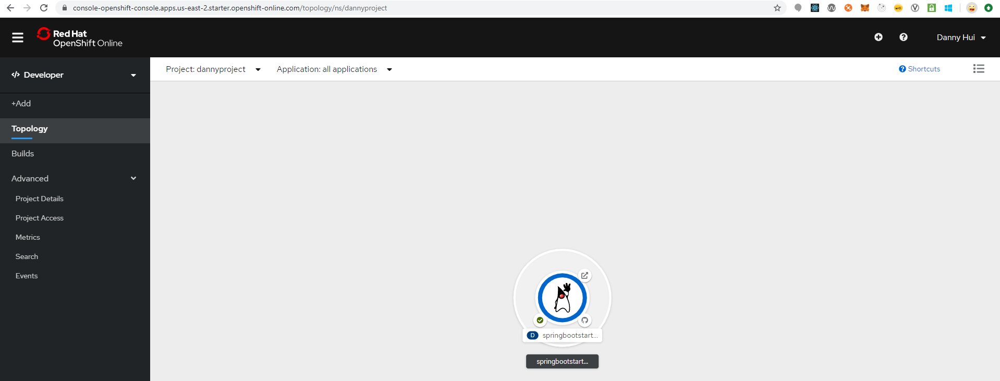 console-openshift-console.apps.us-east-2.starter.openshift-online.com/topology/ns/dannyproject
Red Hat
OpenShift Online
Danny Hui
Developer
Project: dannyproject
Application: all applications
Shortcuts
+Add
Topology
Builds
Advanced
Project Details
Project Access
Metrics
Search
Events
D springbootstart...
springbootstart...